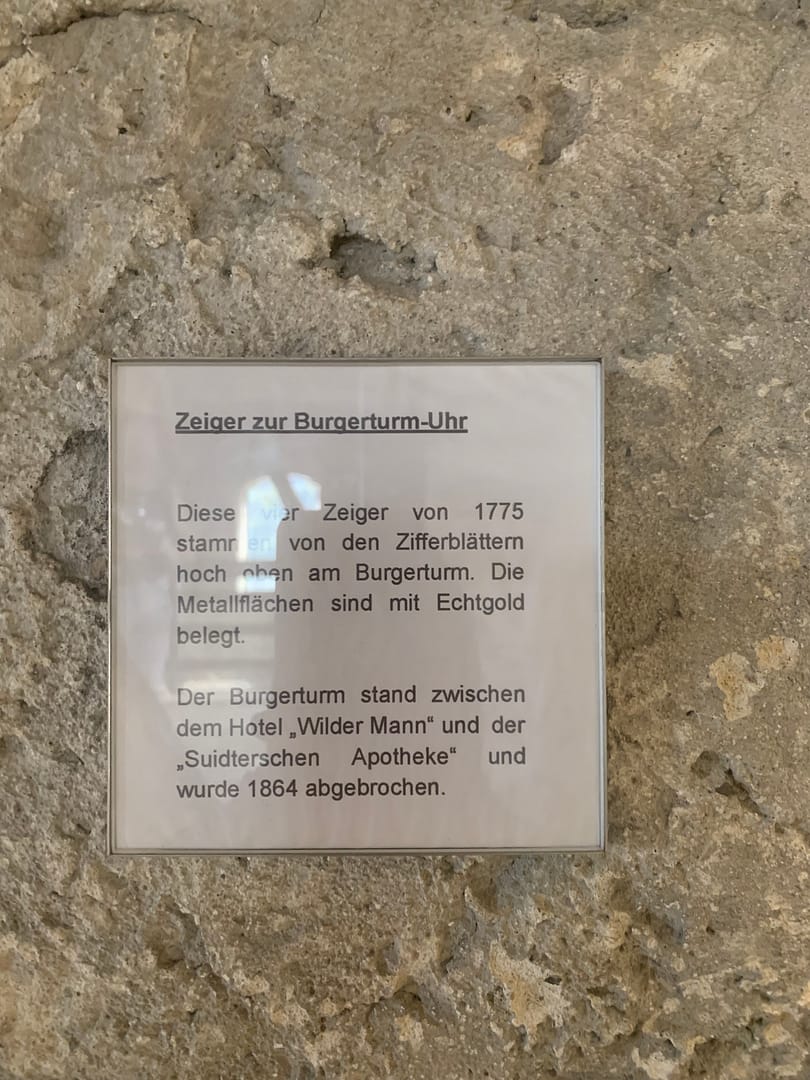 Zeiger zur Burgerturm-Uhr
Diese vier Zeiger von 1775
stammen von den Zifferblättern
hoch oben am Burgerturm. Die
Metallflächen sind mit Echtgold
belegt.
Der Burgerturm stand zwischen
dem Hotel „Wilder Mann“ und der
„Suidterschen Apotheke“ und
wurde 1864 abgebrochen.